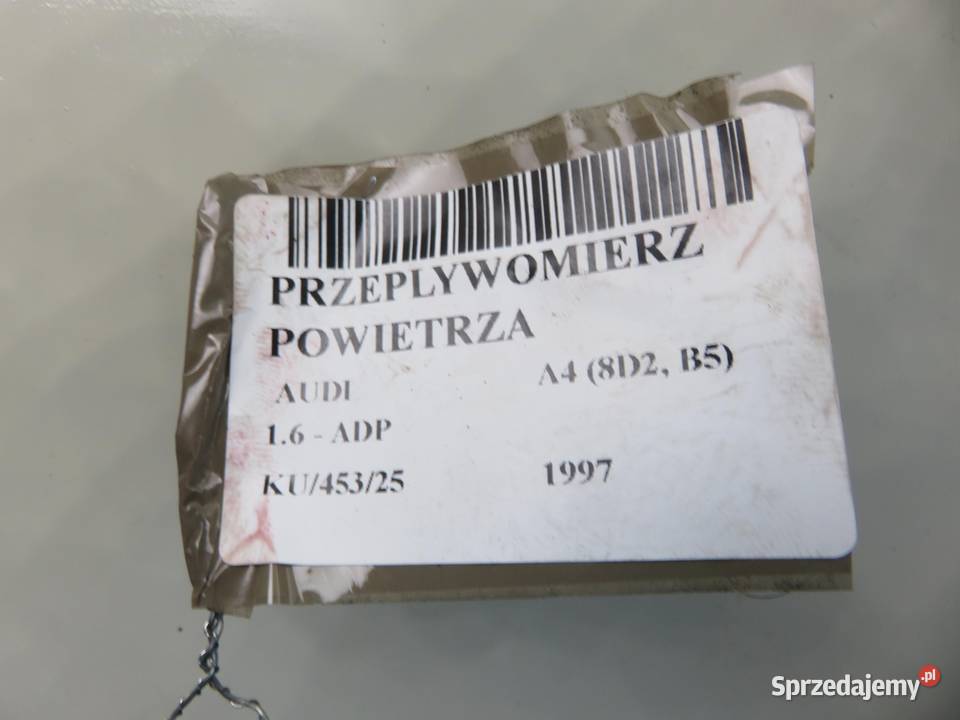 PRZEPLYWOMIERZ
POWIETRZA
AUDI A4 (8D2, B5)
1.6 - ADP
KU/453/25 1997
Sprzedajemy.pl